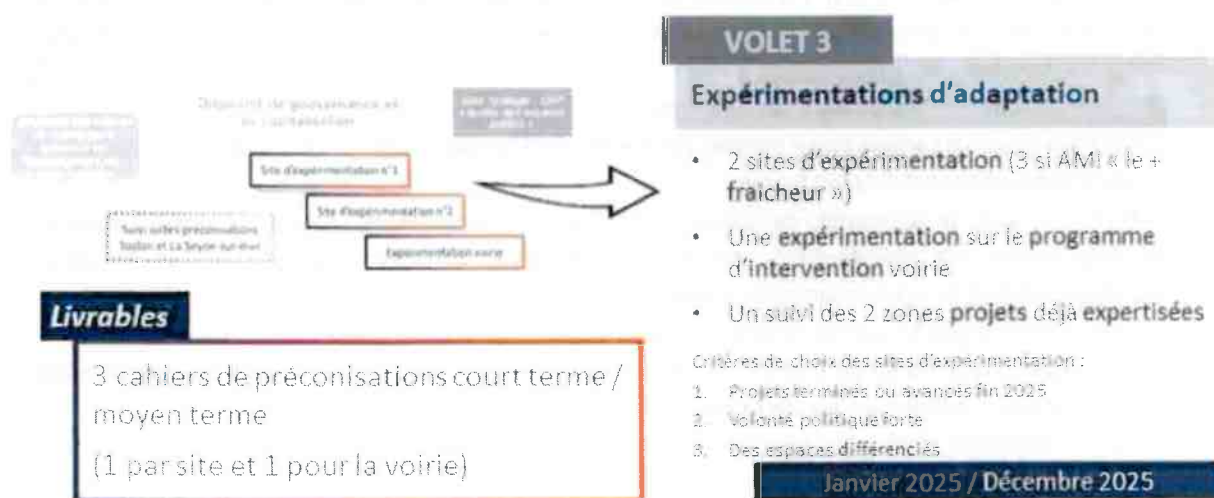 VOLET 3
Expérimentations d'adaptation
Dispositif de gouvernance et
Site d'expérimentation n°1
Site d'expérimentation n°2
Expérimentation voirie
Suivi sites préconisations
Toulon et La Seyne-sur-mer
• 2 sites d'expérimentation (3 si AMI « le +
fraicheur »)
• Une expérimentation sur le programme
d'intervention voirie
• Un suivi des 2 zones projets déjà expertisées
Critères de choix des sites d'expérimentation :
1. Projets terminés ou avancés fin 2025
2. Volonté politique forte
3. Des espaces différenciés
Janvier 2025 / Décembre 2025
Livrables
3 cahiers de préconisations court terme /
moyen terme
(1 par site et 1 pour la voirie)